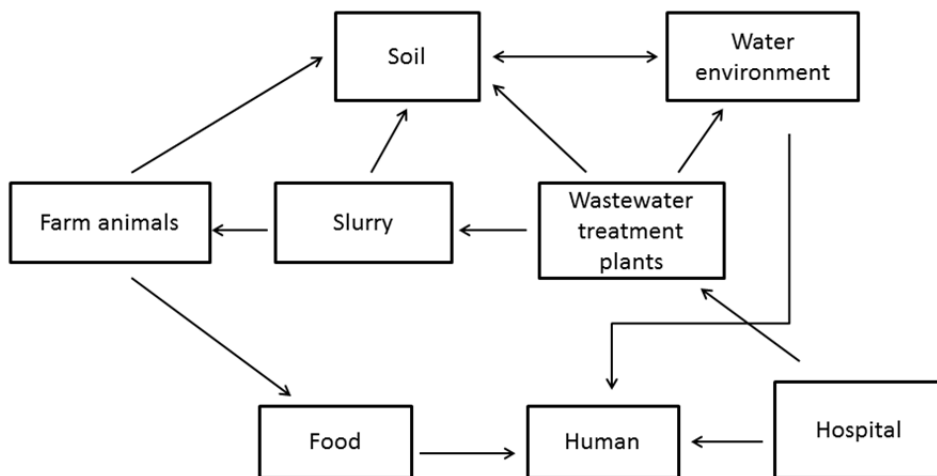 Soil
Water
environment
Farm animals
Slurry
Wastewater
treatment
plants
Food
Human
Hospital